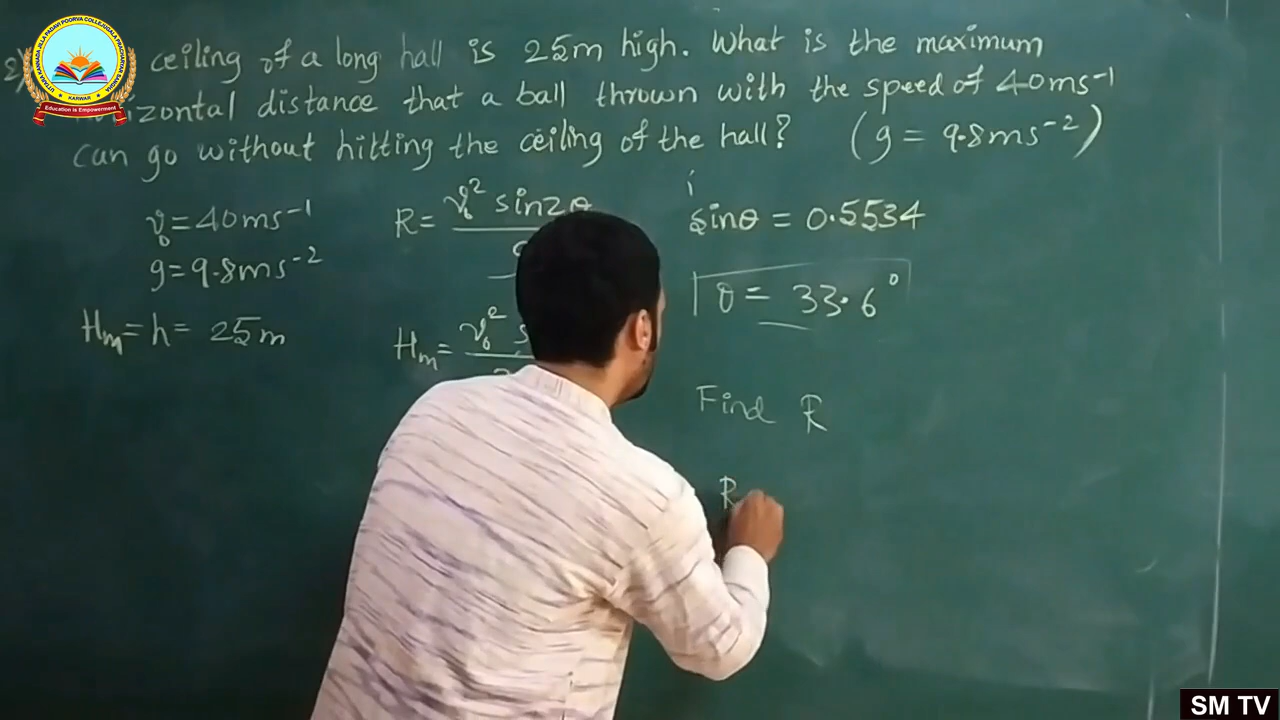 ceiling of a long hall is 25m high. What is the maximum
izontal distance that a ball thrown with the speed of 40ms⁻¹
can go without hitting the ceiling of the hall? (g = 9.8ms⁻²)
v₀ = 40ms⁻¹
g = 9.8ms⁻²
Hₘ = h = 25m
R = v₀² sin2θ
Hₘ = v₀² s
sinθ = 0.5534
θ = 33.6°
Find R
R
KARWAR
Education is Empowerment
SM TV